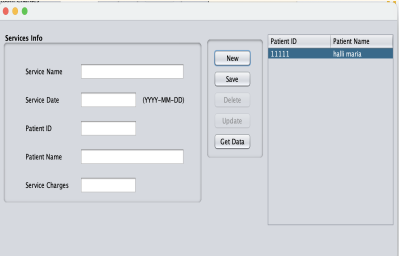 Services Info
Service Name
Service Date (YYYY-MM-DD)
Patient ID
Patient Name
Service Charges
New
Save
Delete
Update
Get Data
Patient ID Patient Name
11111 halli maria